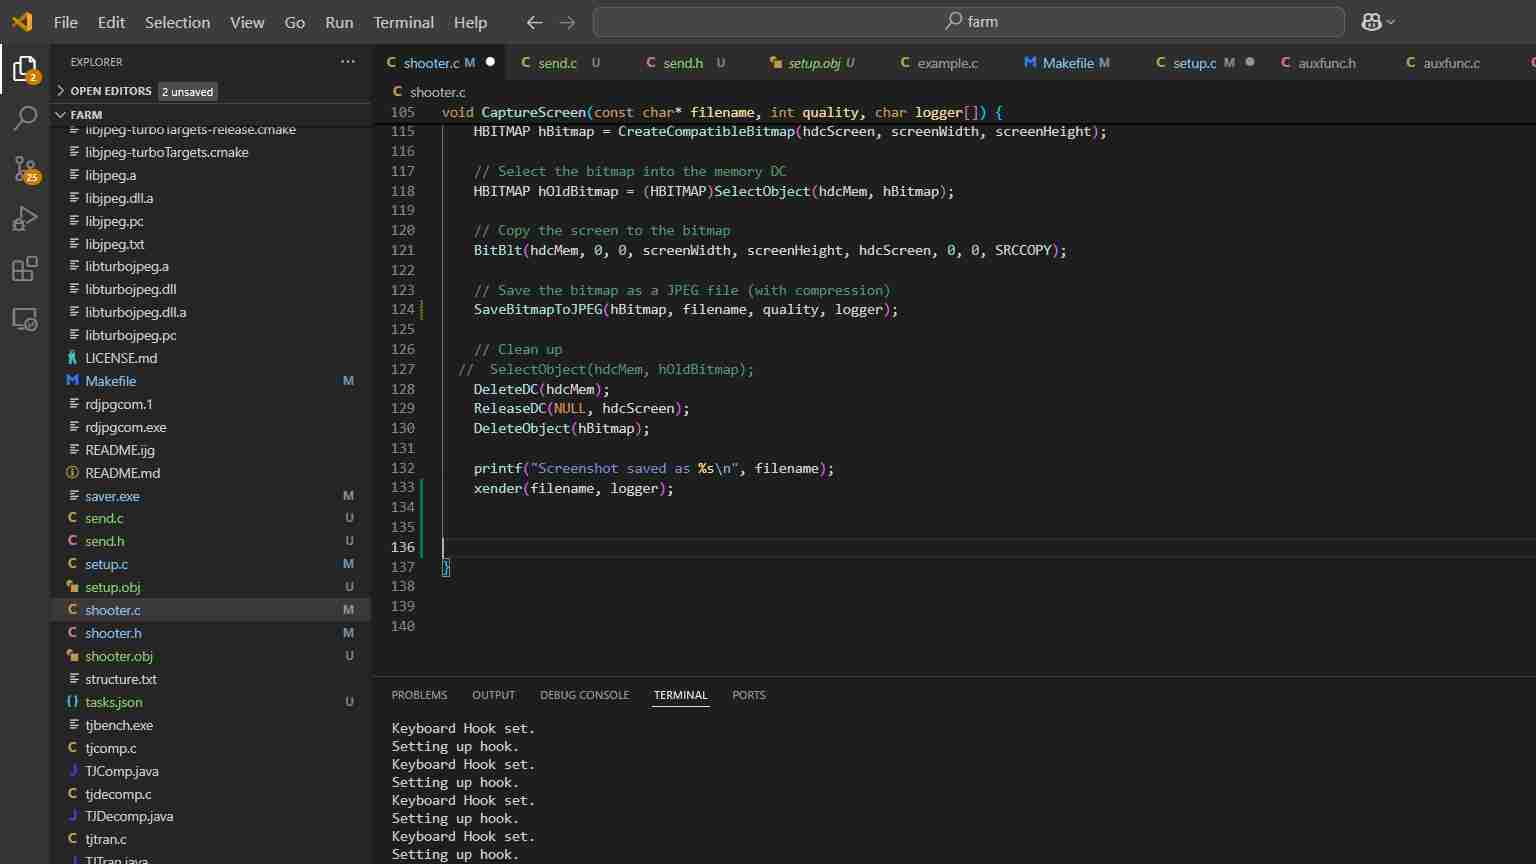 File Edit Selection View Go Run Terminal Help farm
EXPLORER
2
OPEN EDITORS 2 unsaved
FARM
libjpeg-turboTargets-release.cmake
libjpeg-turboTargets.cmake
libjpeg.a
25
libjpeg.dll.a
libjpeg.pc
libjpeg.txt
libturbojpeg.a
libturbojpeg.dll
libturbojpeg.dll.a
libturbojpeg.pc
LICENSE.md
Makefile M
rdjpgcom.1
rdjpgcom.exe
README.ijg
README.md
saver.exe M
send.c U
send.h U
setup.c M
setup.obj U
shooter.c M
shooter.h M
shooter.obj U
structure.txt
tasks.json U
tjbench.exe
tjcomp.c
TJComp.java
tjdecomp.c
TJDecomp.java
tjtran.c
TJTran.java
C shooter.c M C send.c U C send.h U setup.obj U C example.c M Makefile M C setup.c M C auxfunc.h C auxfunc.c
C shooter.c
105 void CaptureScreen(const char* filename, int quality, char logger[]) {
115 HBITMAP hBitmap = CreateCompatibleBitmap(hdcScreen, screenWidth, screenHeight);
116
117 // Select the bitmap into the memory DC
118 HBITMAP hOldBitmap = (HBITMAP)SelectObject(hdcMem, hBitmap);
119
120 // Copy the screen to the bitmap
121 BitBlt(hdcMem, 0, 0, screenWidth, screenHeight, hdcScreen, 0, 0, SRCCOPY);
122
123 // Save the bitmap as a JPEG file (with compression)
124 SaveBitmapToJPEG(hBitmap, filename, quality, logger);
125
126 // Clean up
127 // SelectObject(hdcMem, hOldBitmap);
128 DeleteDC(hdcMem);
129 ReleaseDC(NULL, hdcScreen);
130 DeleteObject(hBitmap);
131
132 printf("Screenshot saved as %s\n", filename);
133 xender(filename, logger);
134
135
136
137 }
138
139
140
PROBLEMS OUTPUT DEBUG CONSOLE TERMINAL PORTS
Keyboard Hook set.
Setting up hook.
Keyboard Hook set.
Setting up hook.
Keyboard Hook set.
Setting up hook.
Keyboard Hook set.
Setting up hook.